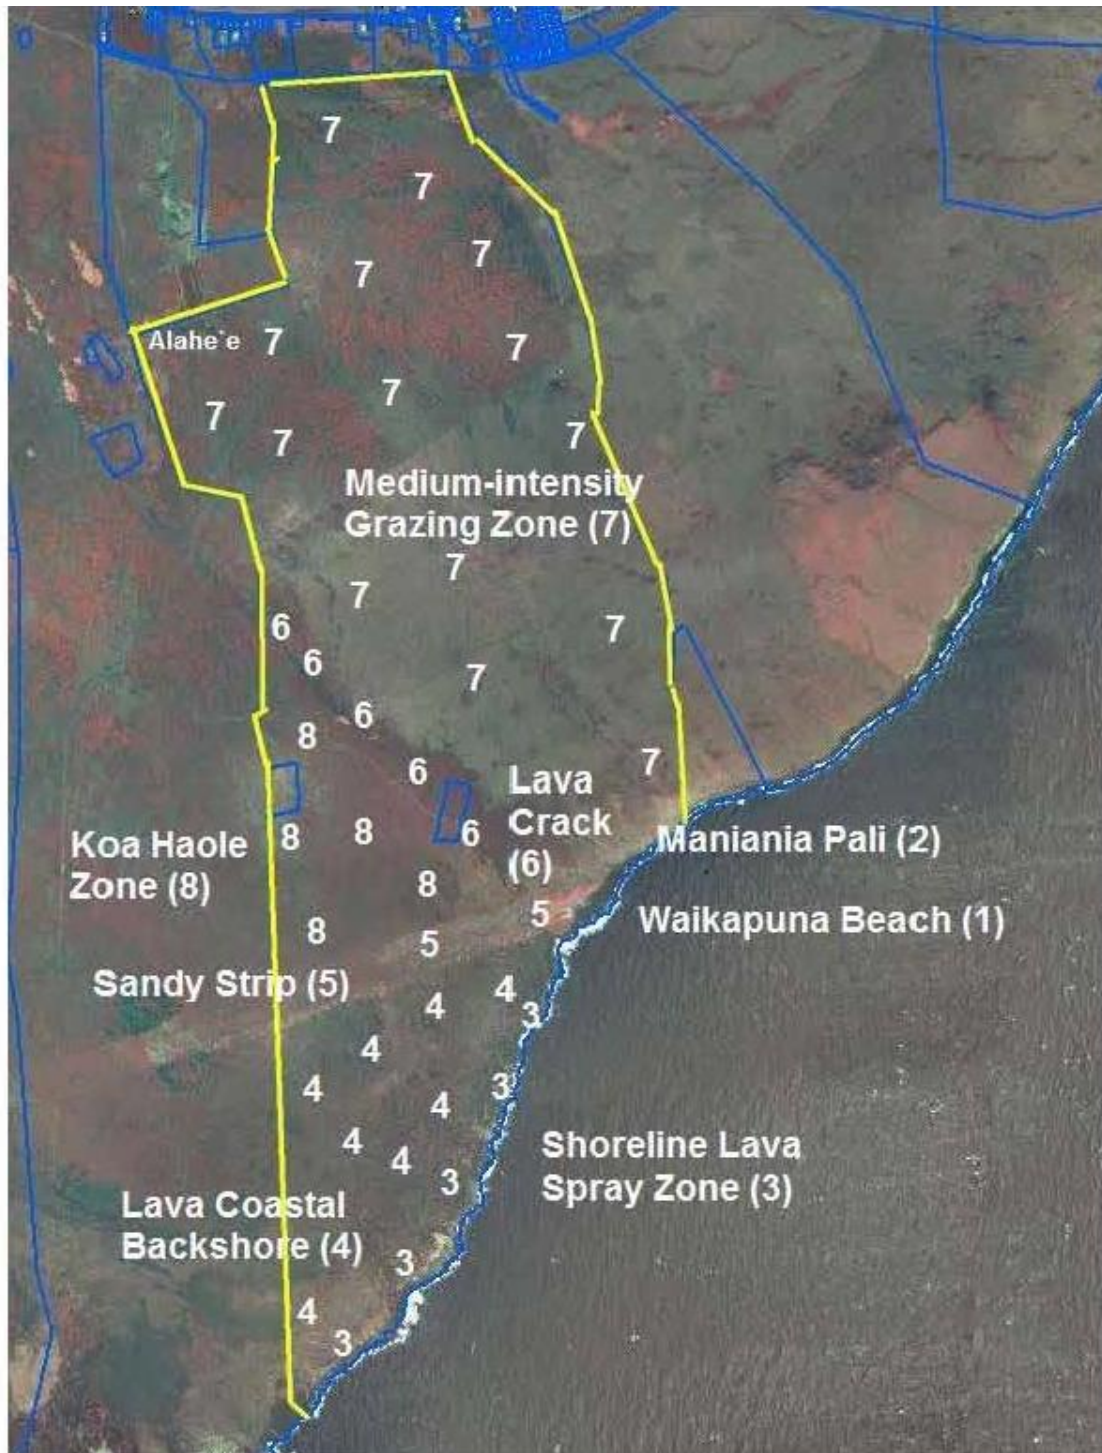 7
7
7
7
Alahe`e 7
7
7
7
7
7
Medium-intensity
Grazing Zone (7)
7
7
6
7
6
7
6
8
7
6
Lava
Crack
(6)
8
8
6
Maniania Pali (2)
Koa Haole
Zone (8)
8
5
Waikapuna Beach (1)
8
5
Sandy Strip (5)
4
4
3
4
4
3
4
4
4
3
Shoreline Lava
Spray Zone (3)
Lava Coastal
Backshore (4)
3
4
3